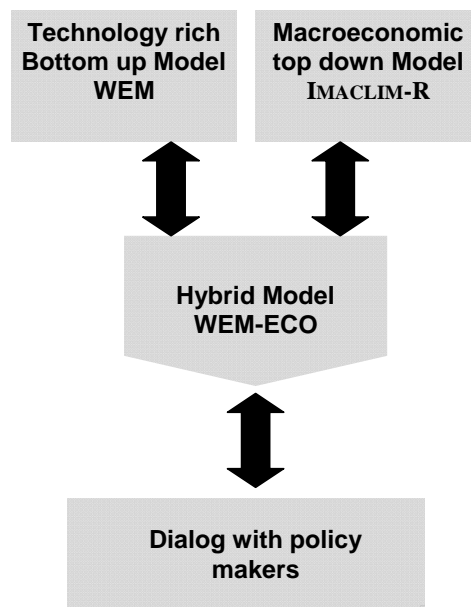 Technology rich
Bottom up Model
WEM
Macroeconomic
top down Model
IMACLIM-R
Hybrid Model
WEM-ECO
Dialog with policy
makers